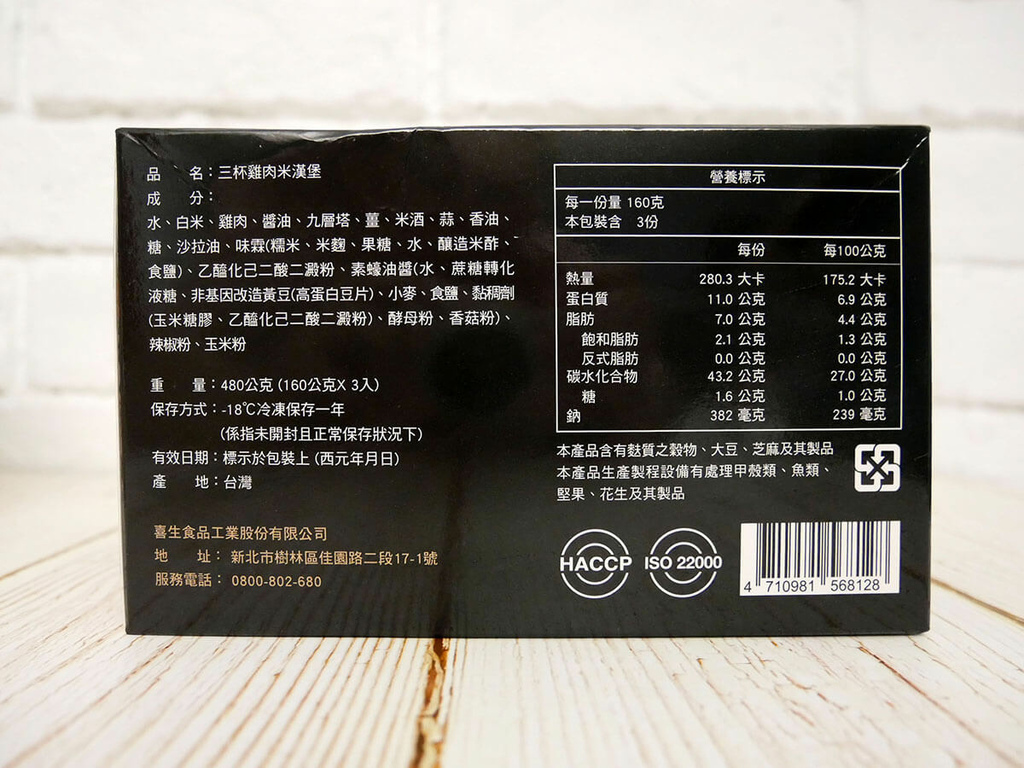 品　名：三杯雞肉米漢堡
成　分：
水、白米、雞肉、醬油、九層塔、薑、米酒、蒜、香油、
糖、沙拉油、味霖(糯米、米麴、果糖、水、釀造米酢、
食鹽)、乙醯化己二酸二澱粉、素蠔油醬(水、蔗糖轉化
液糖、非基因改造黃豆(高蛋白豆片)、小麥、食鹽、黏稠劑
(玉米糖膠、乙醯化己二酸二澱粉)、酵母粉、香菇粉)、
辣椒粉、玉米粉
重　量：480公克 (160公克X 3入)
保存方式：-18℃冷凍保存一年
(係指未開封且正常保存狀況下)
有效日期：標示於包裝上 (西元年月日)
產　地：台灣
喜生食品工業股份有限公司
地　址： 新北市樹林區佳園路二段17-1號
服務電話： 0800-802-680
營養標示
每一份量 160克
本包裝含　3份
每份　每100公克
熱量　280.3 大卡　175.2 大卡
蛋白質　11.0 公克　6.9 公克
脂肪　7.0 公克　4.4 公克
飽和脂肪　2.1 公克　1.3 公克
反式脂肪　0.0 公克　0.0 公克
碳水化合物　43.2 公克　27.0 公克
糖　1.6 公克　1.0 公克
鈉　382 毫克　239 毫克
本產品含有麩質之穀物、大豆、芝麻及其製品
本產品生產製程設備有處理甲殼類、魚類、
堅果、花生及其製品
HACCP
ISO 22000
4 710981 568128